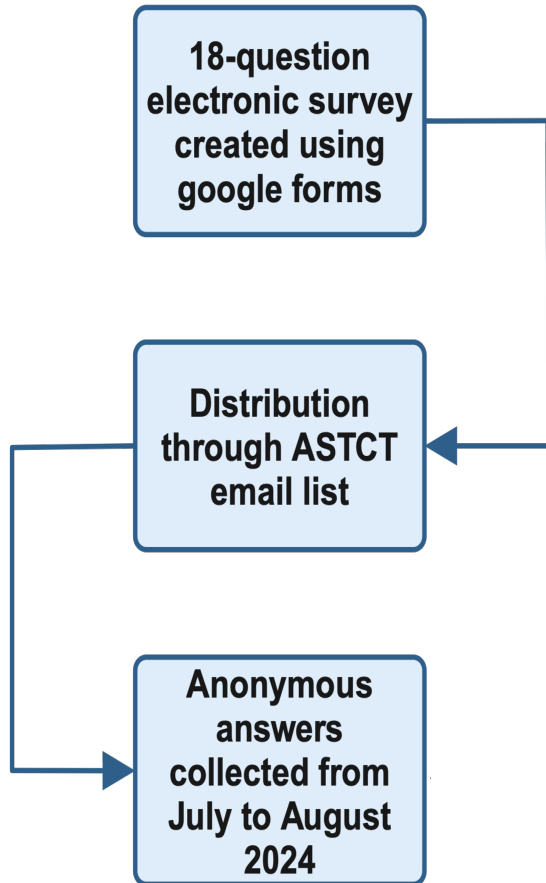 18-question
electronic survey
created using
google forms
Distribution
through ASTCT
email list
Anonymous
answers
collected from
July to August
2024